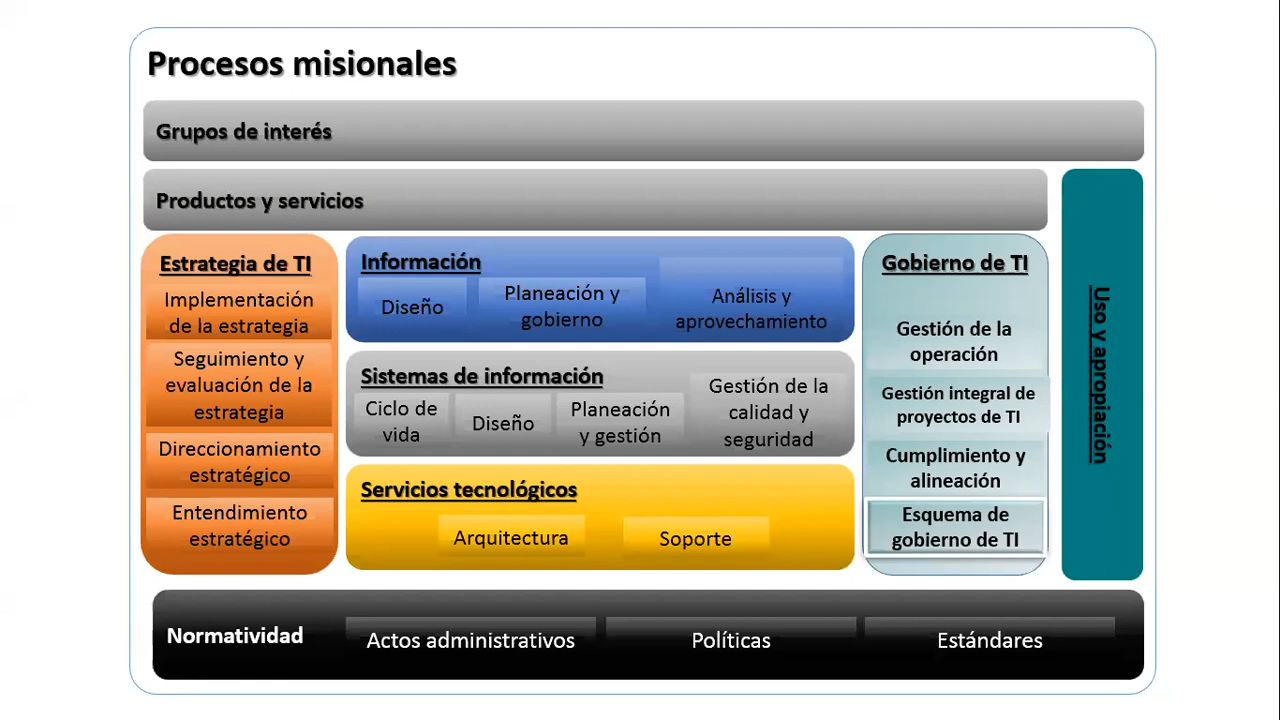 Procesos misionales
Grupos de interés
Productos y servicios
Estrategia de TI
Implementación
de la estrategia
Seguimiento y
evaluación de la
estrategia
Direccionamiento
estratégico
Entendimiento
estratégico
Información
Diseño
Planeación y
gobierno
Análisis y
aprovechamiento
Sistemas de información
Ciclo de
vida
Diseño
Planeación
y gestión
Gestión de la
calidad y
seguridad
Servicios tecnológicos
Arquitectura
Soporte
Gobierno de TI
Gestión de la
operación
Gestión integral de
proyectos de TI
Cumplimiento y
alineación
Esquema de
gobierno de TI
Uso y apropiación
Normatividad
Actos administrativos
Políticas
Estándares